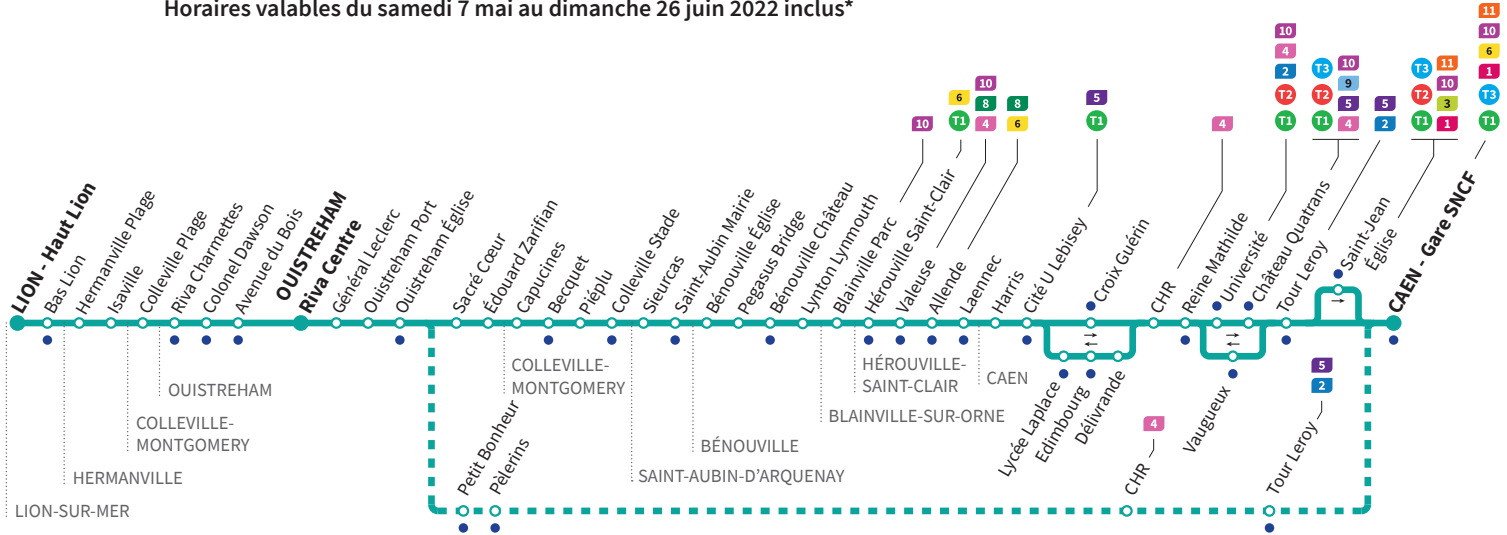 Horaires valables du samedi 7 mai au dimanche 26 juin 2022 inclus*
10
6
T1
10
8
4
8
6
5
T1
4
10
4
2
T2
T1
T3
T2
T1
10
9
5
4
5
2
T3
T2
T1
11
10
3
1
11
10
6
1
T3
T1
LION - Haut Lion
Bas Lion
Hermanville Plage
Isaville
Colleville Plage
Riva Charmettes
Colonel Dawson
Avenue du Bois
OUISTREHAM
Riva Centre
Général Leclerc
Ouistreham Port
Ouistreham Église
Sacré Cœur
Édouard Zarifian
Capucines
Becquet
Piéplu
Colleville Stade
Sieurcas
Saint-Aubin Mairie
Bénouville Église
Pegasus Bridge
Bénouville Château
Lynton Lynmouth
Blainville Parc
Hérouville Saint-Clair
Valeuse
Allende
Laennec
Harris
Cité U Lebisey
Croix Guérin
CHR
Reine Mathilde
Université
Château Quatrans
Tour Leroy
Saint-Jean
Église
CAEN - Gare SNCF
Lycée Laplace
Edimbourg
Délivrande
Vaugueux
LION-SUR-MER
HERMANVILLE
COLLEVILLE-
MONTGOMERY
OUISTREHAM
COLLEVILLE-
MONTGOMERY
SAINT-AUBIN-D'ARQUENAY
BÉNOUVILLE
BLAINVILLE-SUR-ORNE
HÉROUVILLE-
SAINT-CLAIR
CAEN
Petit Bonheur
Pèlerins
4
CHR
5
2
Tour Leroy